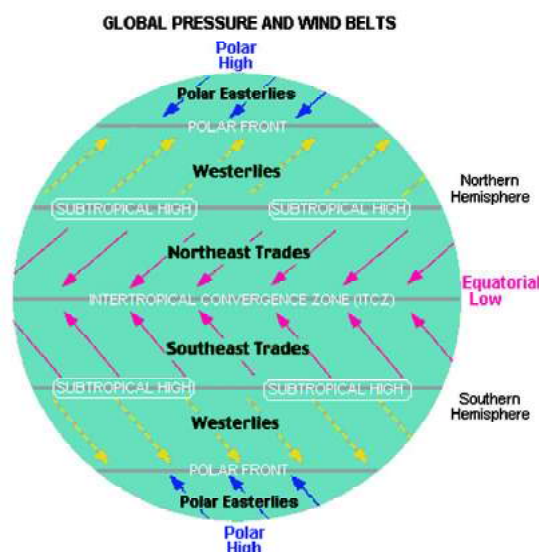 GLOBAL PRESSURE AND WIND BELTS
Polar
High
Polar Easterlies
POLAR FRONT
Westerlies
Northern
Hemisphere
SUBTROPICAL HIGH
SUBTROPICAL HIGH
Northeast Trades
Equatorial
Low
INTERTROPICAL CONVERGENCE ZONE (ITCZ)
Southeast Trades
SUBTROPICAL HIGH
SUBTROPICAL HIGH
Southern
Hemisphere
Westerlies
POLAR FRONT
Polar Easterlies
Polar
High